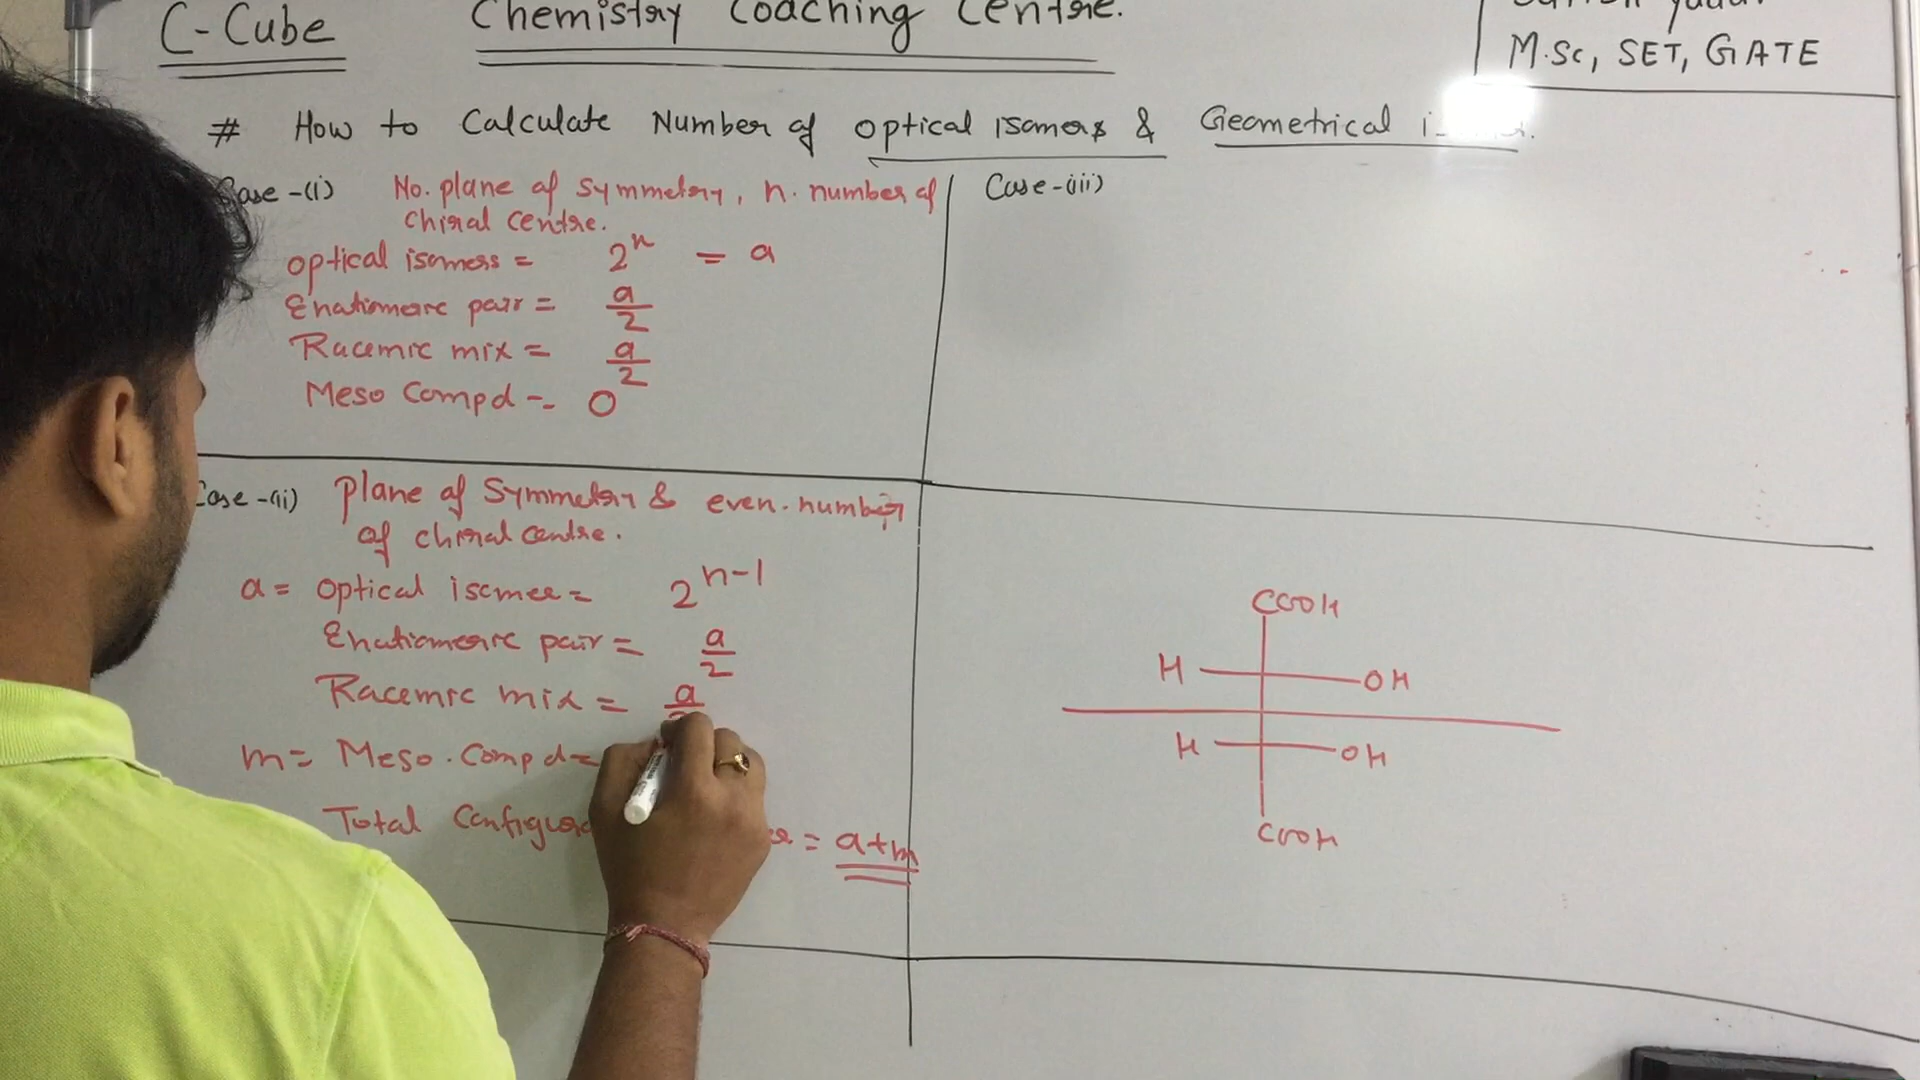 C-Cube Chemistry Coaching Centre.
M.Sc, SET, GATE
# How to Calculate Number of optical isomers & Geometrical
Case-(i) No. plane of symmetry, n. number of
chiral centre.
optical isomers = 2^n = a
Enatiomeric pair = a/2
Racemic mix = a/2
Meso Compd = 0
Case-(ii) plane of Symmetry & even. number
of chiral centre.
a = optical isomer = 2^n-1
Enatiomeric pair = a/2
Racemic mix = a
m = Meso. Compd =
Total = a+m
Case-(iii)
COOH
H OH
H OH
COOH